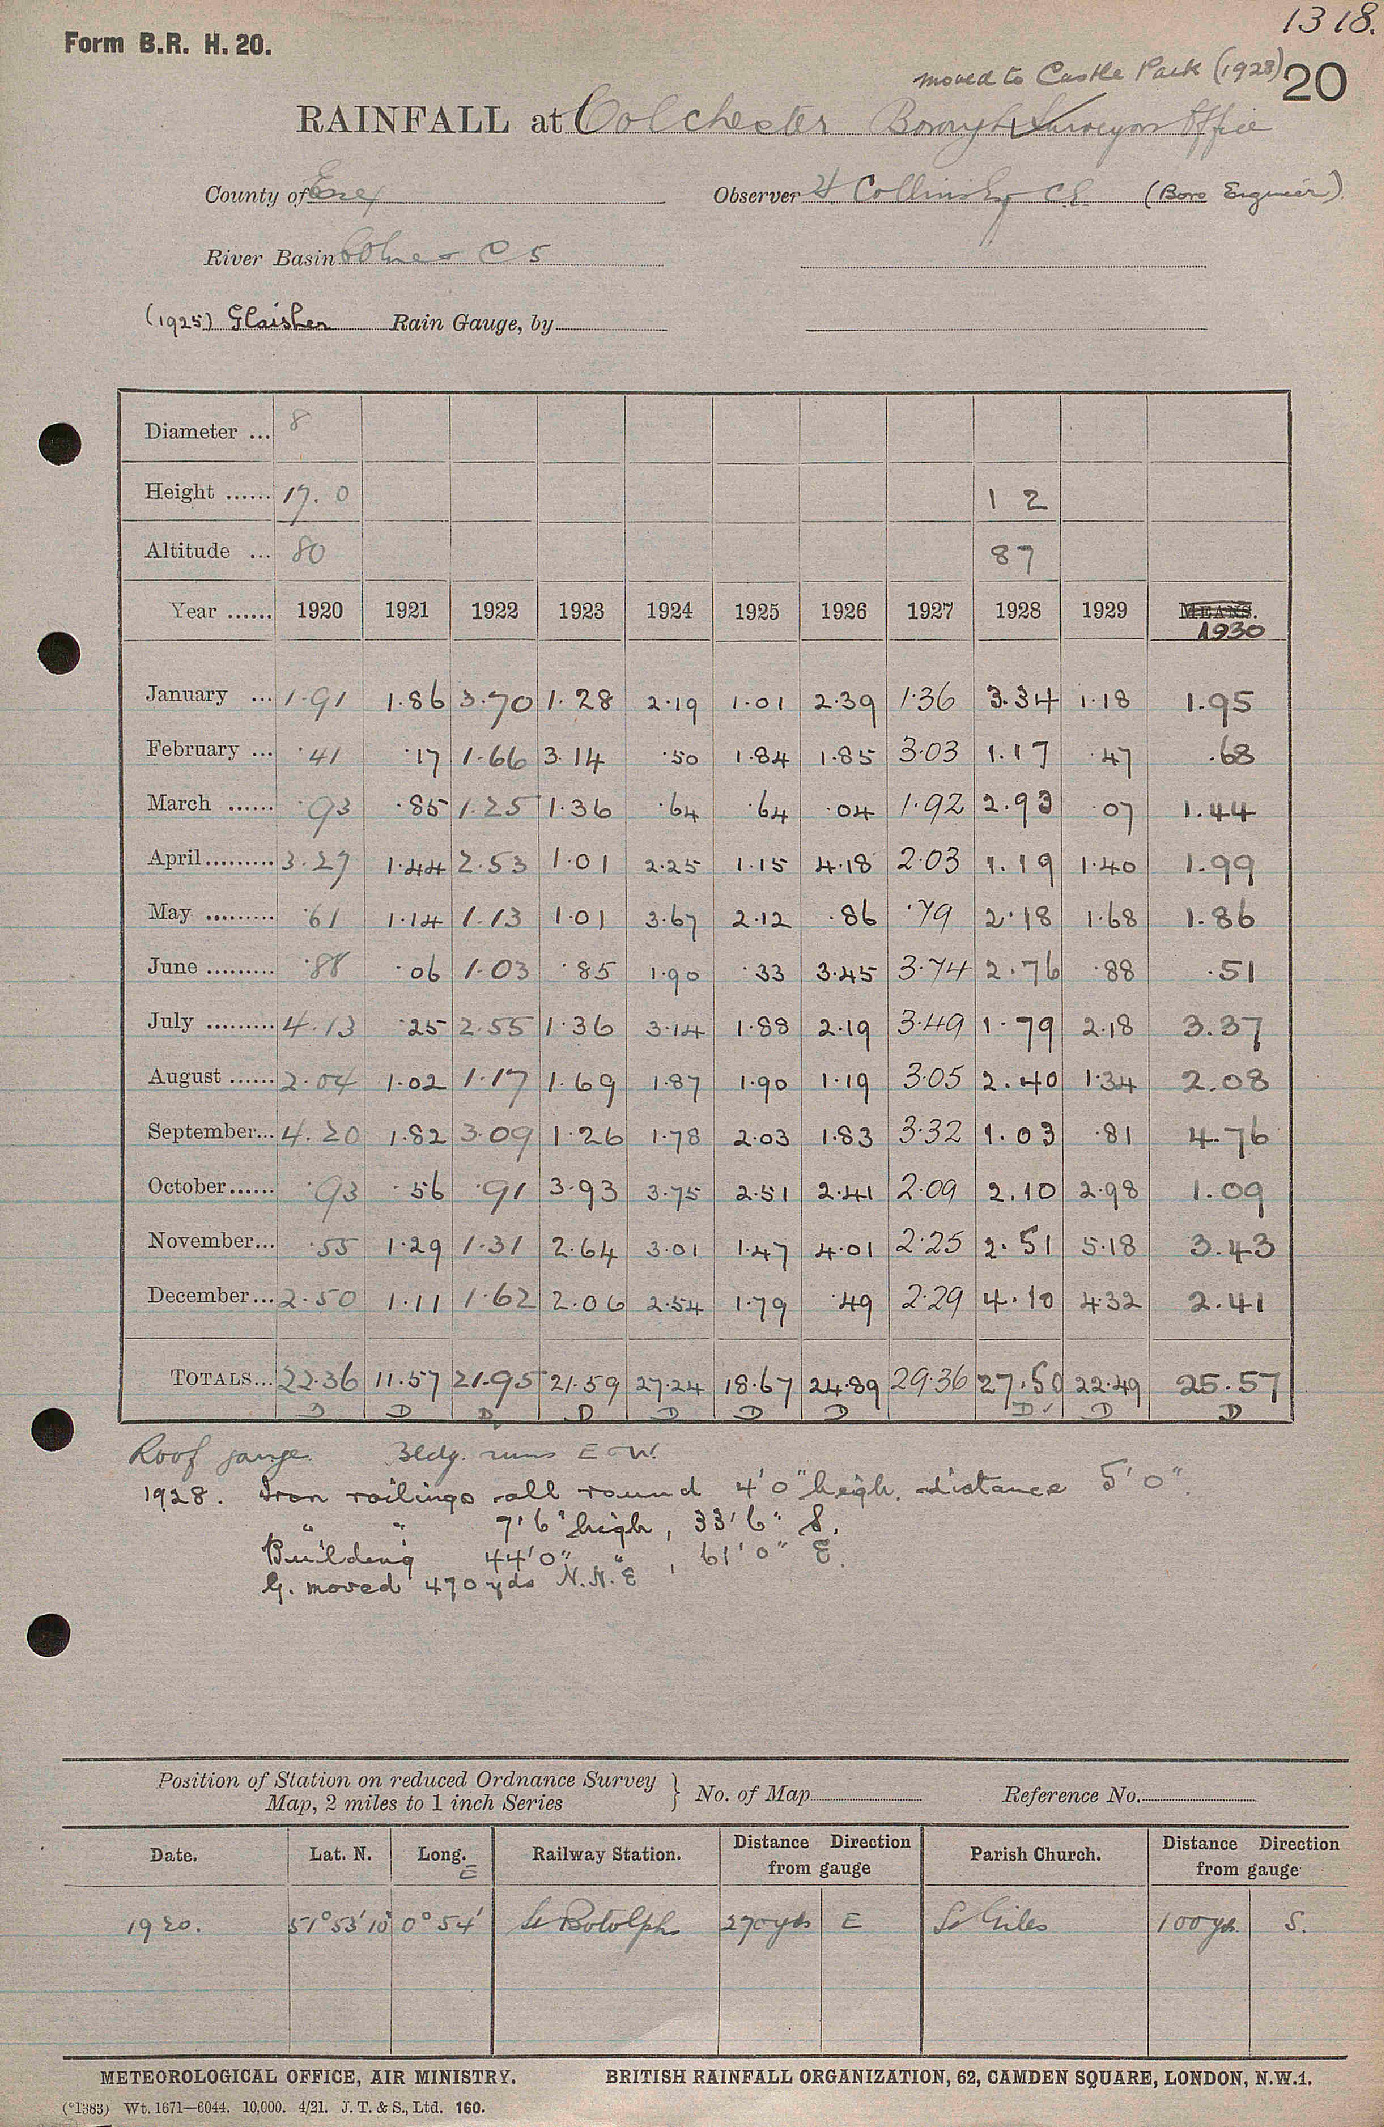 1318.
Form B.R. H. 20.
moved to Castle Park (1928) 20
RAINFALL at Colchester Borough Surveyors Office
County of Essex Observer H Collins Esq C.E. (Boro Engineer)
River Basin Colne C 5
(1925) Glaisher Rain Gauge, by
Diameter ... 8
Height ...... 17. 0 1 2
Altitude ... 80 87
Year ...... 1920 1921 1922 1923 1924 1925 1926 1927 1928 1929 MEANS. 1930
January ... 1.91 1.86 3.70 1.28 2.19 1.01 2.39 1.36 3.34 1.18 1.95
February ... .41 .17 1.66 3.14 .50 1.84 1.85 3.03 1.17 .47 .68
March ...... .93 .85 1.25 1.36 .64 .64 .04 1.92 2.93 .07 1.44
April ......... 3.27 1.44 2.53 1.01 2.25 1.15 4.18 2.03 1.19 1.40 1.99
May ......... .61 1.14 1.13 1.01 3.67 2.12 .86 .79 2.18 1.68 1.86
June ......... .88 .06 1.03 .85 1.90 .33 3.45 3.74 2.76 .88 .51
July ......... 4.13 .25 2.55 1.36 3.14 1.88 2.19 3.49 1.79 2.18 3.37
August ...... 2.04 1.02 1.17 1.69 1.87 1.90 1.19 3.05 2.40 1.34 2.08
September... 4.20 1.82 3.09 1.26 1.78 2.03 1.83 3.32 1.03 .81 4.76
October...... .93 .56 .91 3.93 3.75 2.51 2.41 2.09 2.10 2.98 1.09
November... .55 1.29 1.31 2.64 3.01 1.47 4.01 2.25 2.51 5.18 3.43
December... 2.50 1.11 1.62 2.06 2.54 1.79 .49 2.29 4.10 4.32 2.41
TOTALS... 22.36 11.57 21.95 21.59 27.24 18.67 24.89 29.36 27.50 22.49 25.57
D D D D D D D D D D
Roof gauge. Bldg. runs E - W.
1928. Iron railings all round 4'0" high. distance 5'0".
" " 7'6" high, 33'6" S.
Building 44'0" " , 61'0" E.
G. moved 470 yds N.N.E
Position of Station on reduced Ordnance Survey Map, 2 miles to 1 inch Series } No. of Map Reference No.
Date. Lat. N. Long. E Railway Station. Distance Direction from gauge Parish Church. Distance Direction from gauge
1920. 51° 53' 10" 0° 54' St Botolphs 270 yds E St Giles 100 yds. S.
METEOROLOGICAL OFFICE, AIR MINISTRY. BRITISH RAINFALL ORGANIZATION, 62, CAMDEN SQUARE, LONDON, N.W.1.
(*1383) Wt. 1671—6044. 10,000. 4/21. J. T. & S., Ltd. 160.